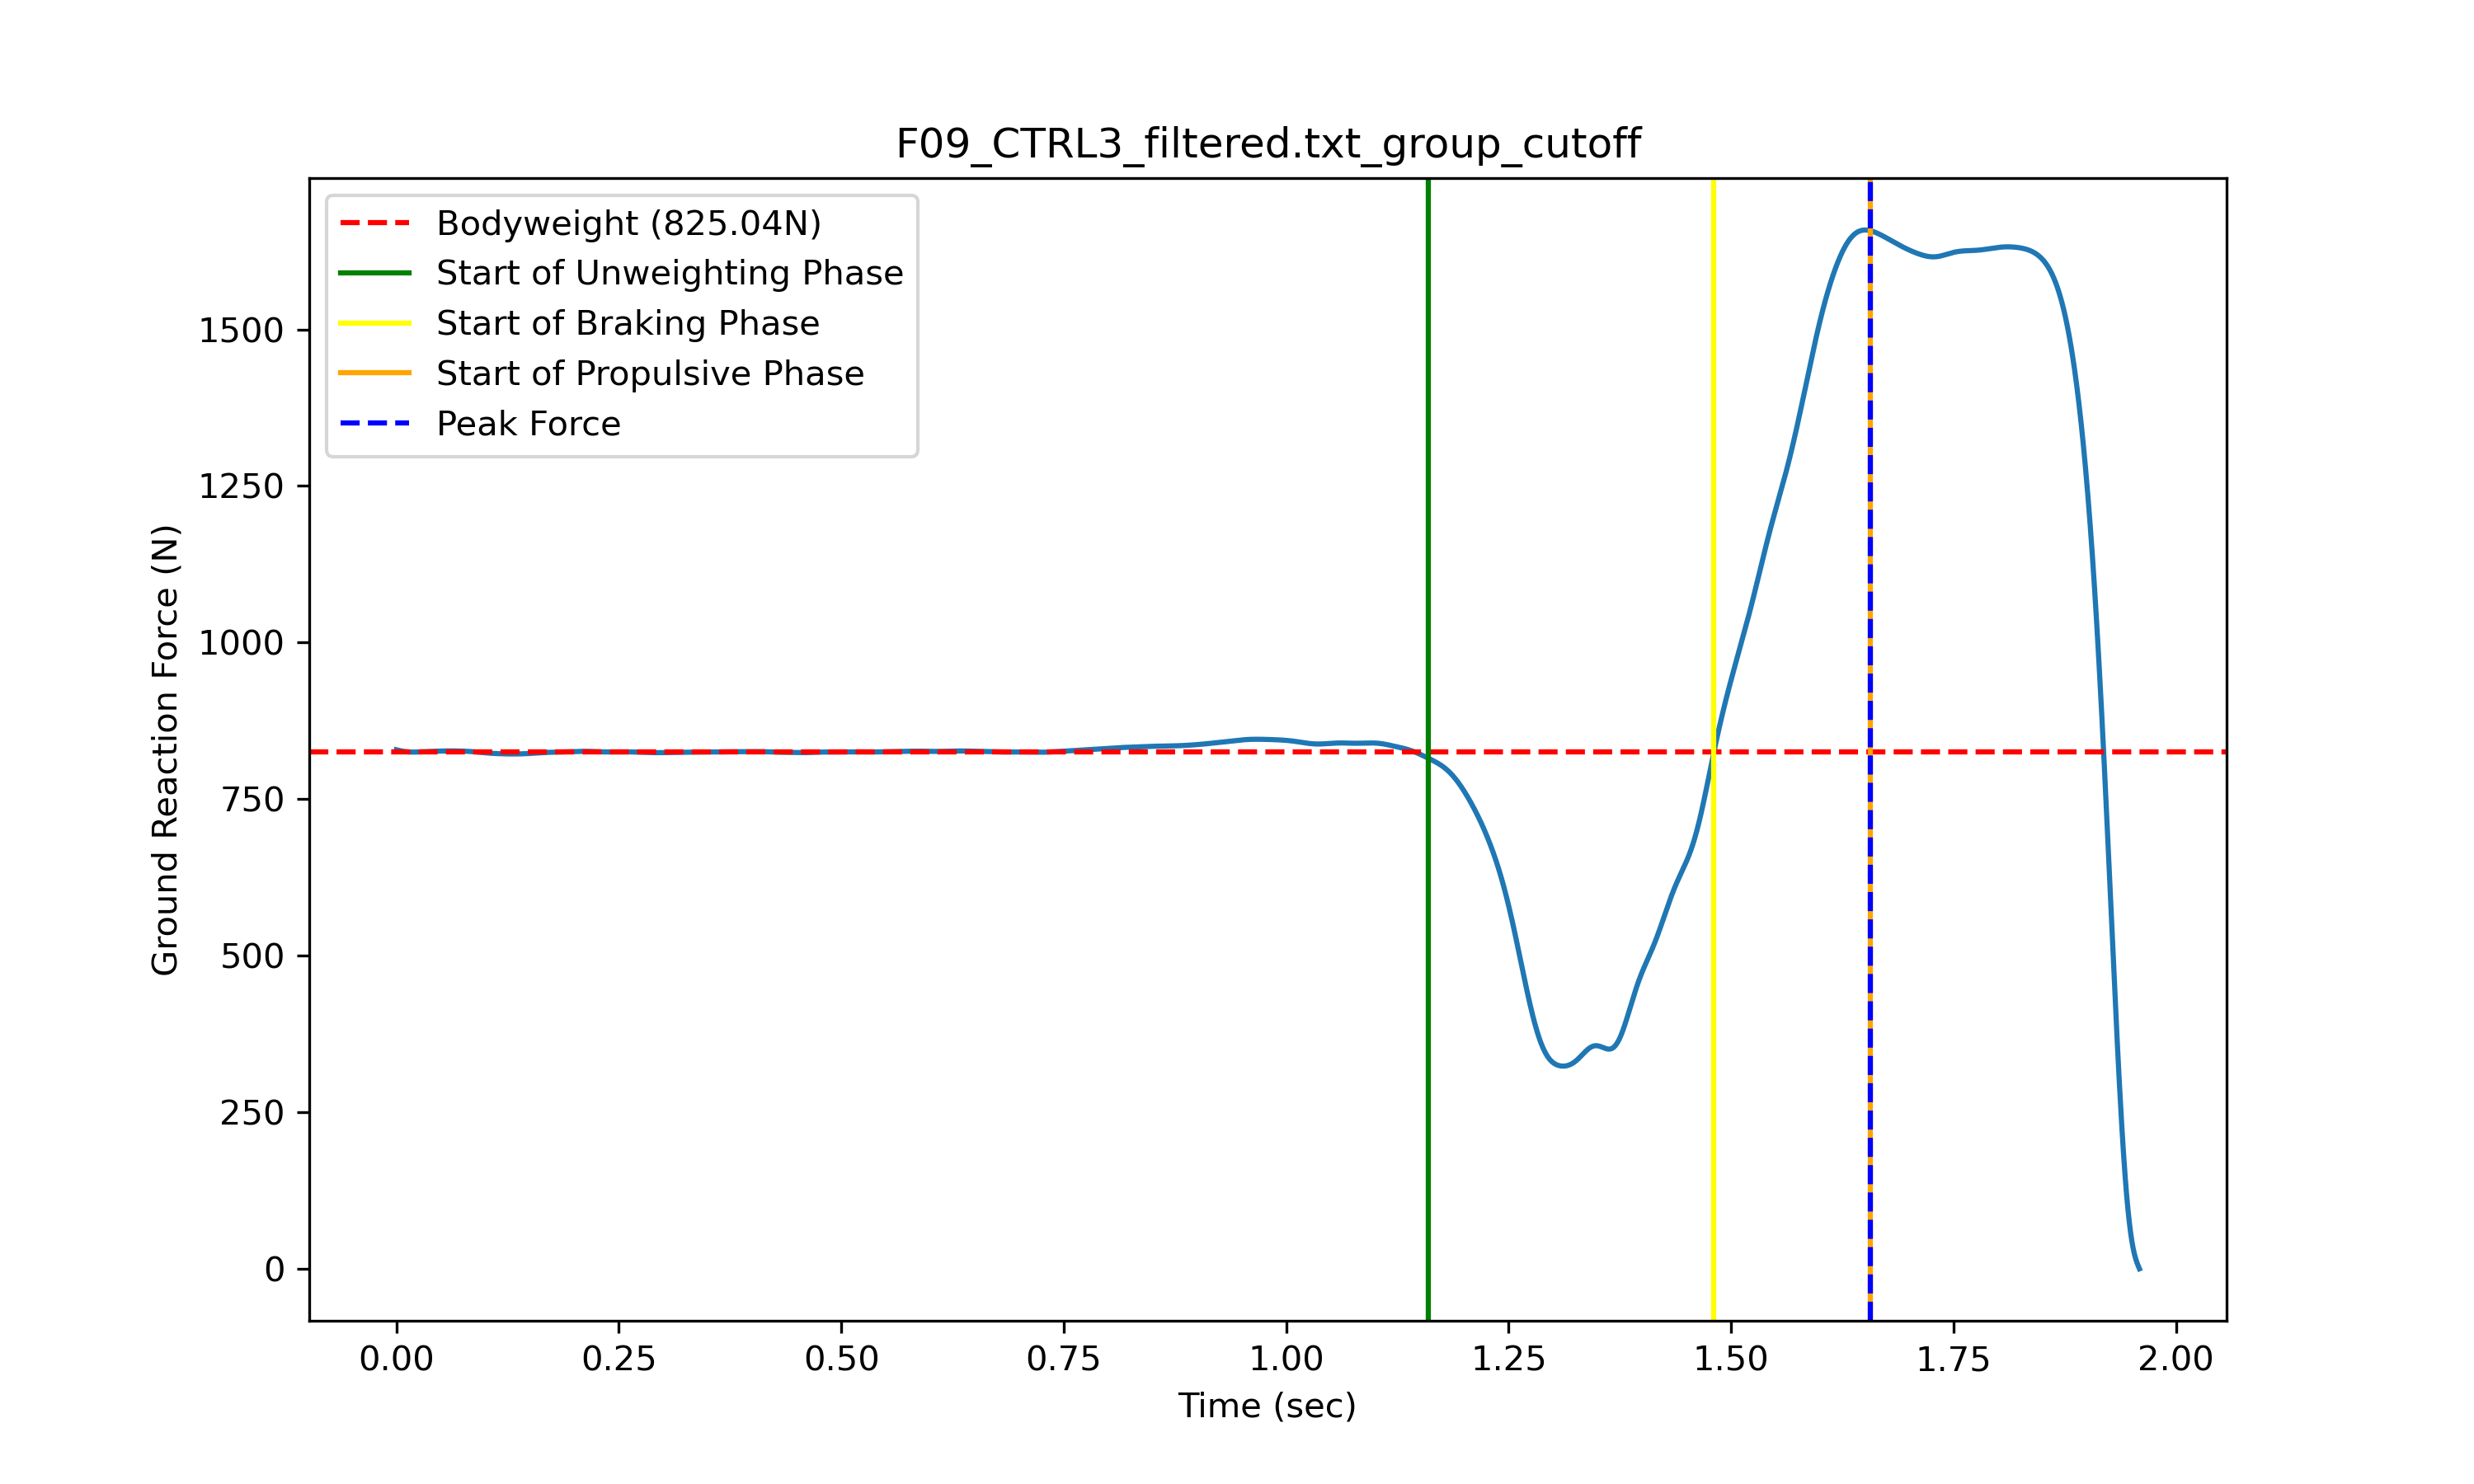 F09_CTRL3_filtered.txt_group_cutoff
Bodyweight (825.04N)
Start of Unweighting Phase
Start of Braking Phase
Start of Propulsive Phase
Peak Force
Ground Reaction Force (N)
1500
1250
1000
750
500
250
0
0.00 0.25 0.50 0.75 1.00 1.25 1.50 1.75 2.00
Time (sec)